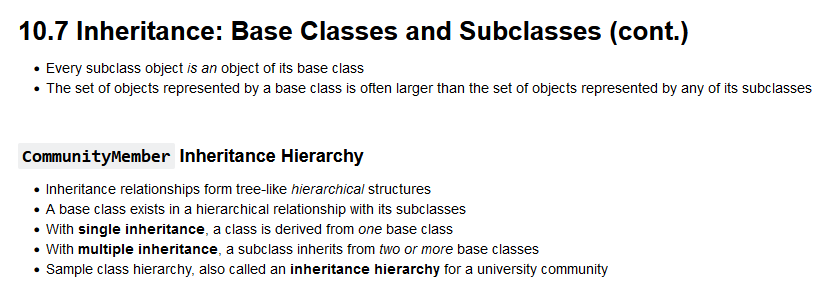 10.7 Inheritance: Base Classes and Subclasses (cont.)
• Every subclass object is an object of its base class
• The set of objects represented by a base class is often larger than the set of objects represented by any of its subclasses
CommunityMember Inheritance Hierarchy
• Inheritance relationships form tree-like hierarchical structures
• A base class exists in a hierarchical relationship with its subclasses
• With single inheritance, a class is derived from one base class
• With multiple inheritance, a subclass inherits from two or more base classes
• Sample class hierarchy, also called an inheritance hierarchy for a university community